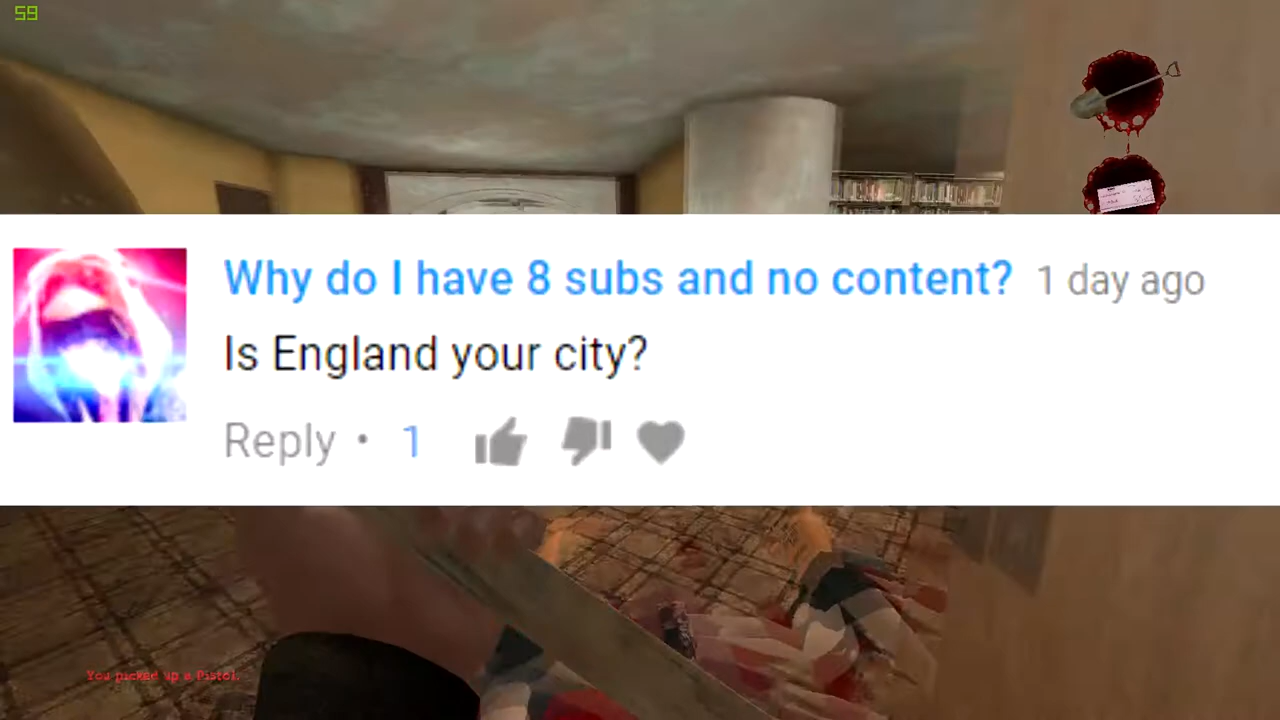 59
Why do I have 8 subs and no content? 1 day ago
Is England your city?
Reply • 1
You picked up a Pistol.